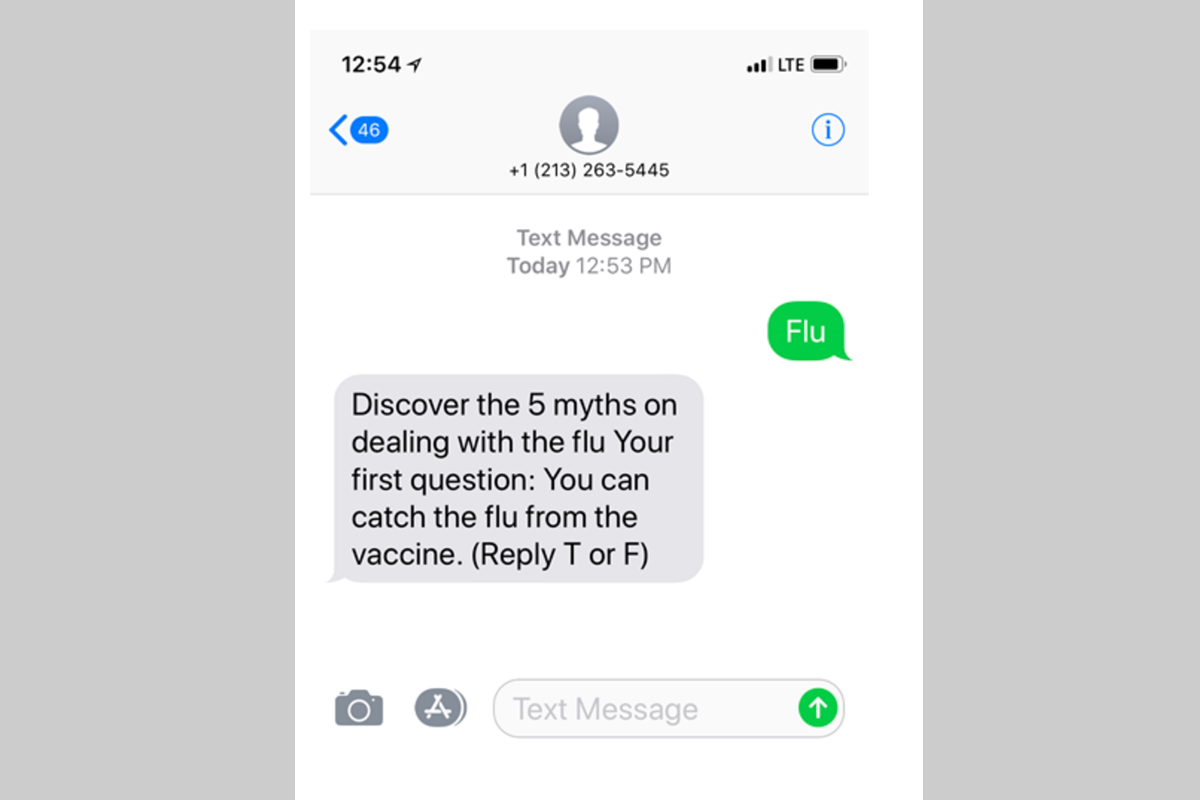 12:54 LTE
46
+1 (213) 263-5445
Text Message
Today 12:53 PM
Flu
Discover the 5 myths on
dealing with the flu Your
first question: You can
catch the flu from the
vaccine. (Reply T or F)
Text Message